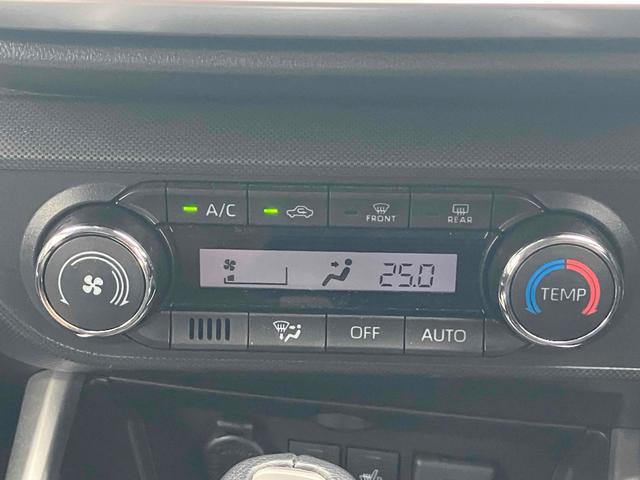 A/C FRONT REAR
25.0
TEMP
OFF AUTO